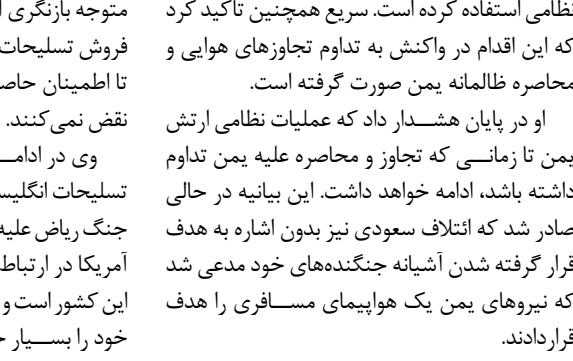 نظامی استفاده کرده است. سریع همچنین تاکید کرد
که این اقدام در واکنش به تداوم تجاوزهای هوایی و
محاصره ظالمانه یمن صورت گرفته است.
او در پایان هشدار داد که عملیات نظامی ارتش
یمن تا زمانی که تجاوز و محاصره علیه یمن تداوم
داشته باشد، ادامه خواهد داشت. این بیانیه در حالی
صادر شد که ائتلاف سعودی نیز بدون اشاره به هدف
قرار گرفته شدن آشیانه جنگنده‌های خود مدعی شد
که نیروهای یمن یک هواپیمای مسافری را هدف
قراردادند.
متوجه بازنگری
فروش تسلیحات
تا اطمینان
نقض نمی‌کنند.
وی در
تسلیحات
جنگ ریاض علیه
آمریکا در ارتباط
این کشور است و
خود را بسیار